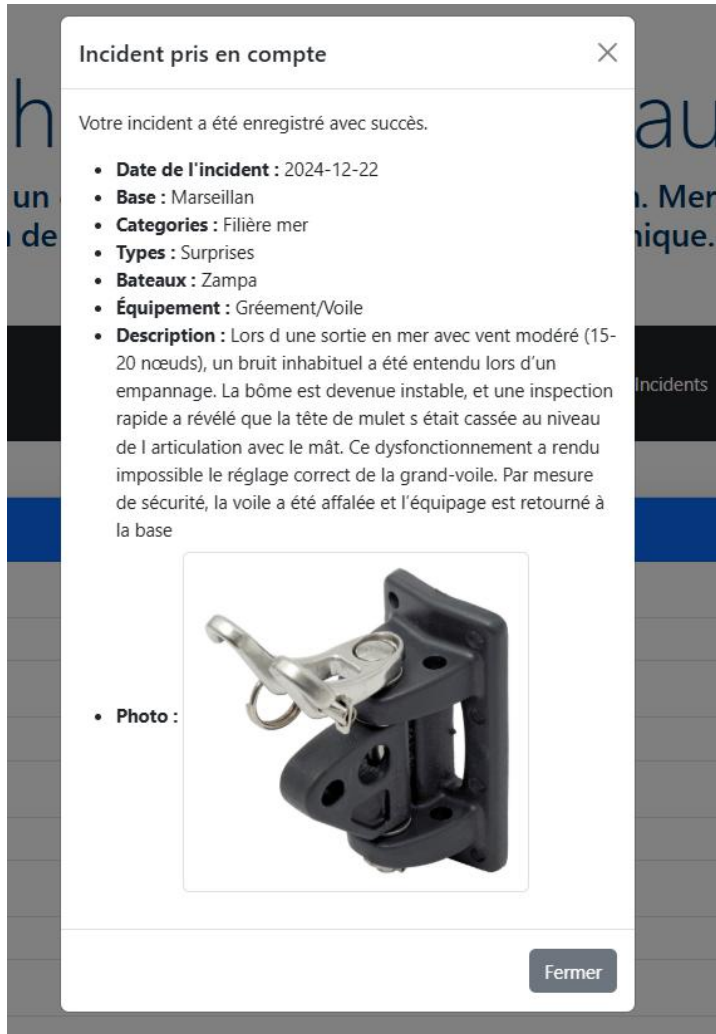 Incident pris en compte
h
au
un
n. Mer
de
nique.
Votre incident a été enregistré avec succès.
• Date de l'incident : 2024-12-22
• Base : Marseillan
• Categories : Filière mer
• Types : Surprises
• Bateaux : Zampa
• Équipement : Gréement/Voile
• Description : Lors d une sortie en mer avec vent modéré (15-
20 nœuds), un bruit inhabituel a été entendu lors d’un
empannage. La bôme est devenue instable, et une inspection
Incidents
rapide a révélé que la tête de mulet s était cassée au niveau
de l articulation avec le mât. Ce dysfonctionnement a rendu
impossible le réglage correct de la grand-voile. Par mesure
de sécurité, la voile a été affalée et l’équipage est retourné à
la base
• Photo :
Fermer